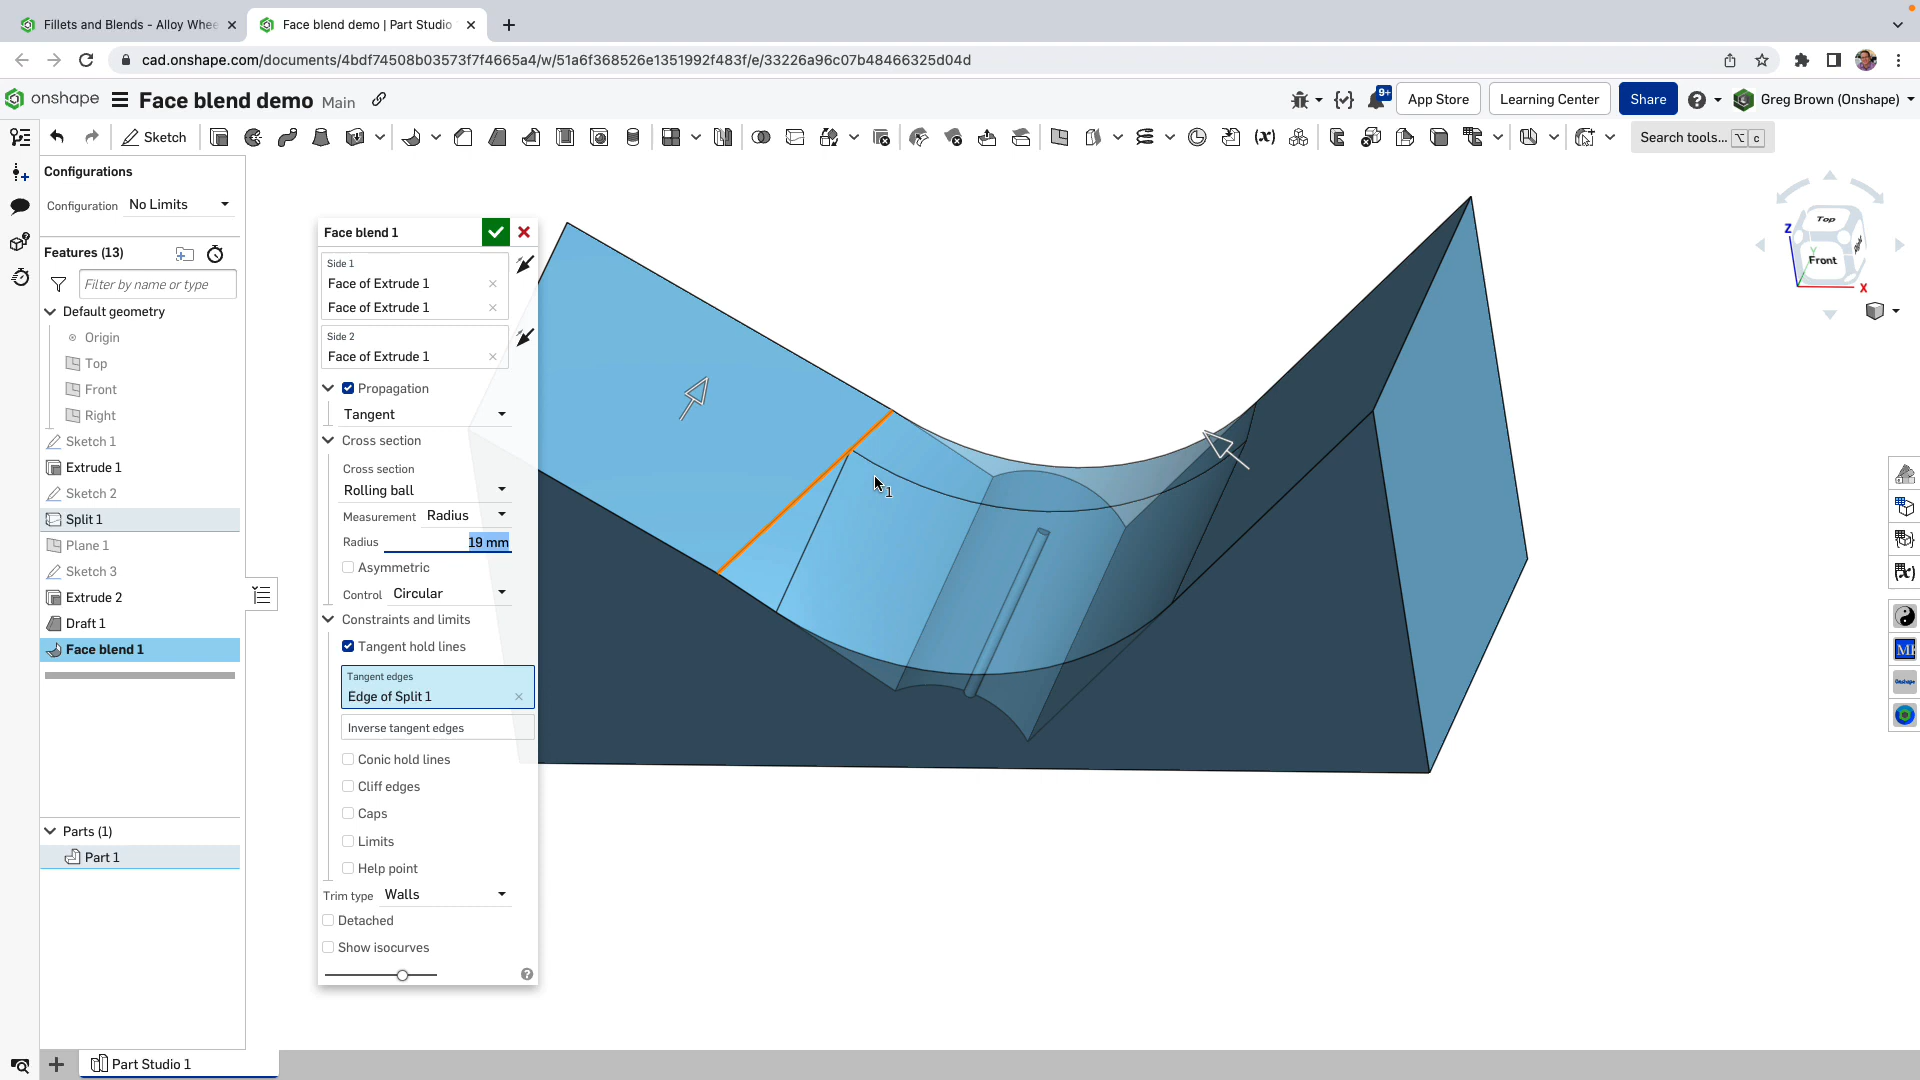 Fillets and Blends - Alloy Whee
Face blend demo | Part Studio
cad.onshape.com/documents/4bdf74508b03573f7f4665a4/w/51a6f368526e1351992f483f/e/33226a96c07b48466325d04d
onshape
Face blend demo Main
9+
App Store
Learning Center
Share
Greg Brown (Onshape)
Sketch
Search tools... ⌥ c
Configurations
Configuration No Limits
Features (13)
Filter by name or type
Default geometry
Origin
Top
Front
Right
Sketch 1
Extrude 1
Sketch 2
Split 1
Plane 1
Sketch 3
Extrude 2
Draft 1
Face blend 1
Parts (1)
Part 1
Face blend 1
Side 1
Face of Extrude 1
Face of Extrude 1
Side 2
Face of Extrude 1
Propagation
Tangent
Cross section
Cross section
Rolling ball
Measurement Radius
Radius 19 mm
Asymmetric
Control Circular
Constraints and limits
Tangent hold lines
Tangent edges
Edge of Split 1
Inverse tangent edges
Conic hold lines
Cliff edges
Caps
Limits
Help point
Trim type Walls
Detached
Show isocurves
1
Top
Z
Y
Front
X
Part Studio 1